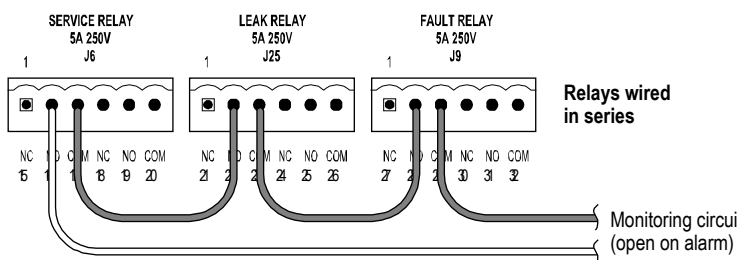 SERVICE RELAY
5A 250V
J6
1
LEAK RELAY
5A 250V
J25
1
FAULT RELAY
5A 250V
J9
1
Relays wired
in series
NC NO COM NC NO COM
15 18 19 20
NC COM NC NO COM
21 24 25 26
NC COM NC NO COM
27 30 31 32
Monitoring circui
(open on alarm)